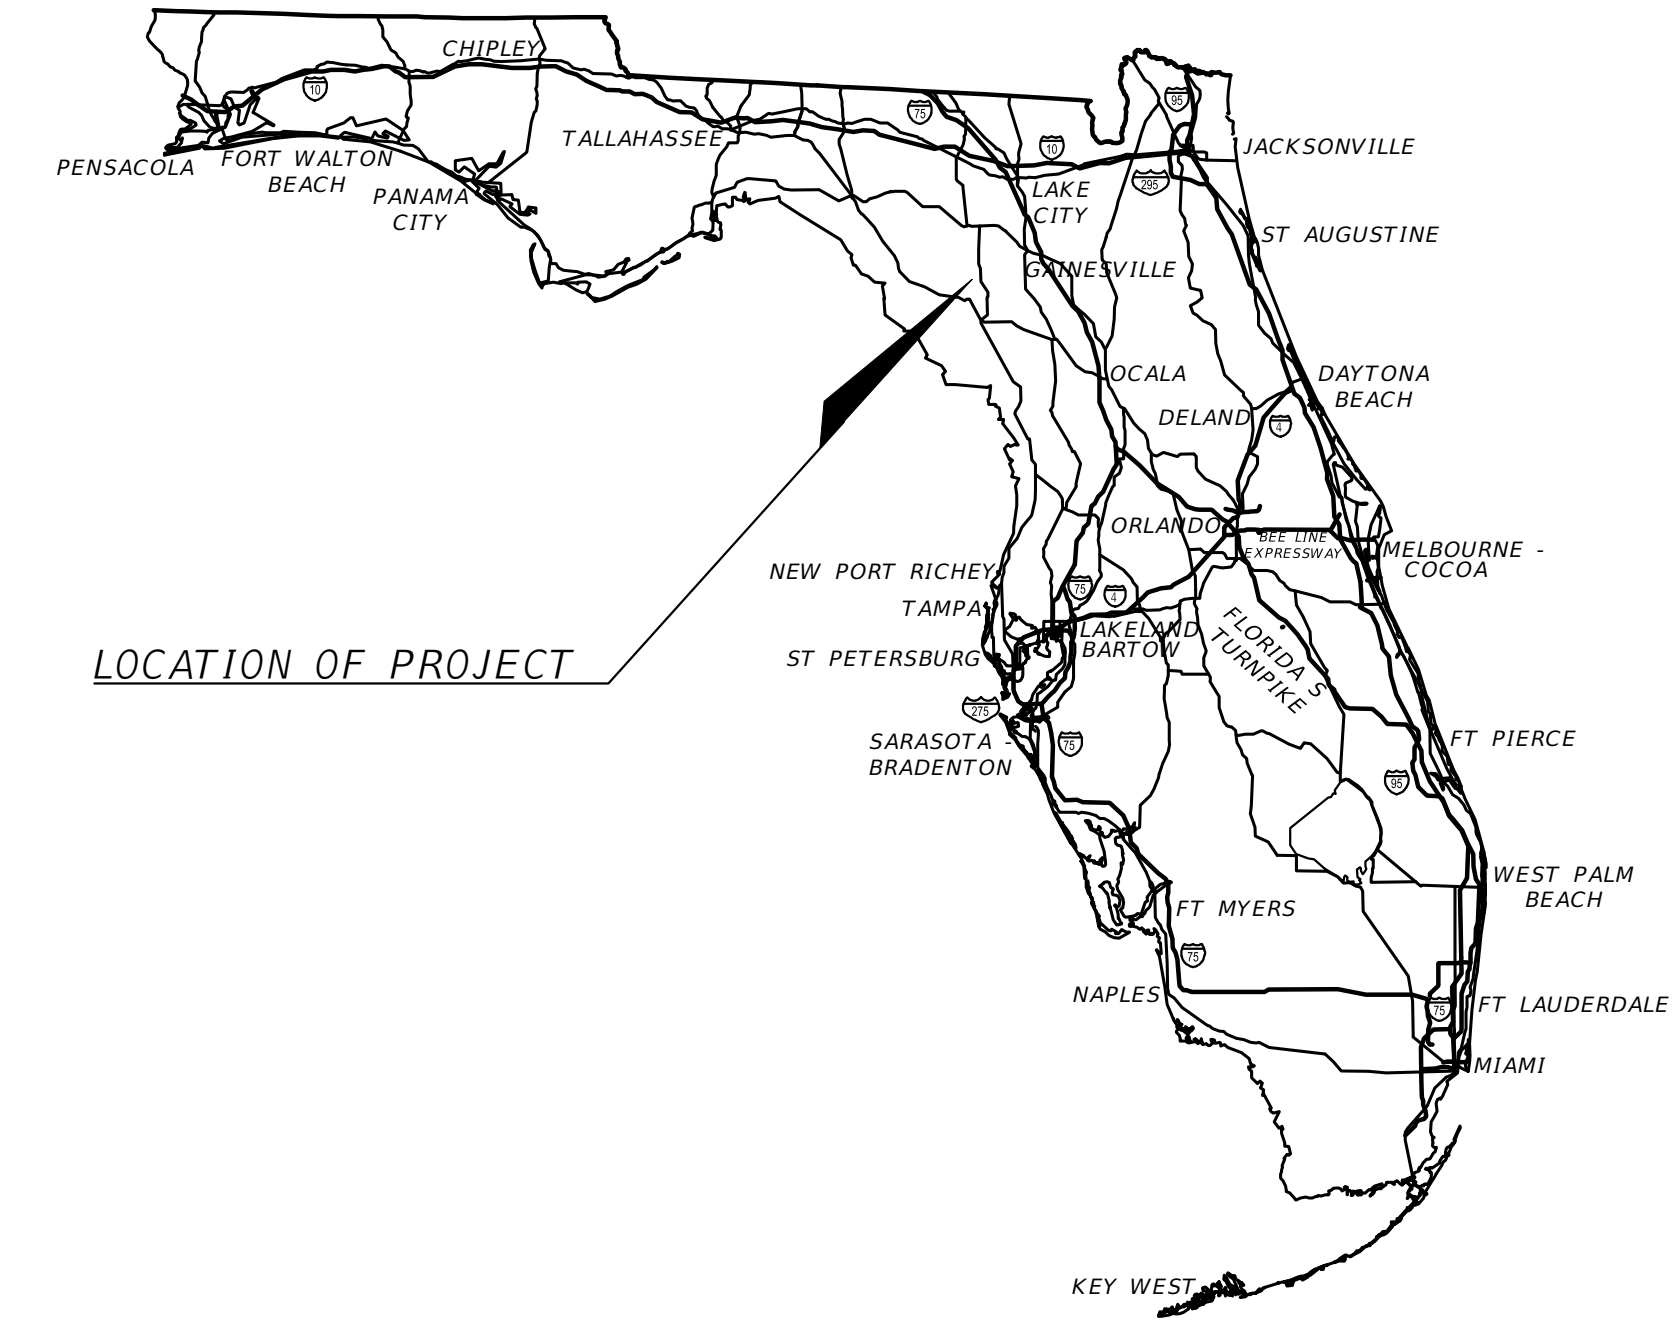 CHIPLEY
10
95
75
TALLAHASSEE
10
JACKSONVILLE
PENSACOLA
FORT WALTON
BEACH
PANAMA
CITY
295
LAKE
CITY
ST AUGUSTINE
GAINESVILLE
OCALA
DAYTONA
BEACH
DELAND
4
ORLANDO
BEE LINE
EXPRESSWAY
MELBOURNE -
COCOA
NEW PORT RICHEY
75
4
TAMPA
LAKELAND
BARTOW
FLORIDA S
TURNPIKE
ST PETERSBURG
LOCATION OF PROJECT
275
SARASOTA -
BRADENTON
75
FT PIERCE
95
WEST PALM
BEACH
FT MYERS
75
NAPLES
75
FT LAUDERDALE
MIAMI
KEY WEST